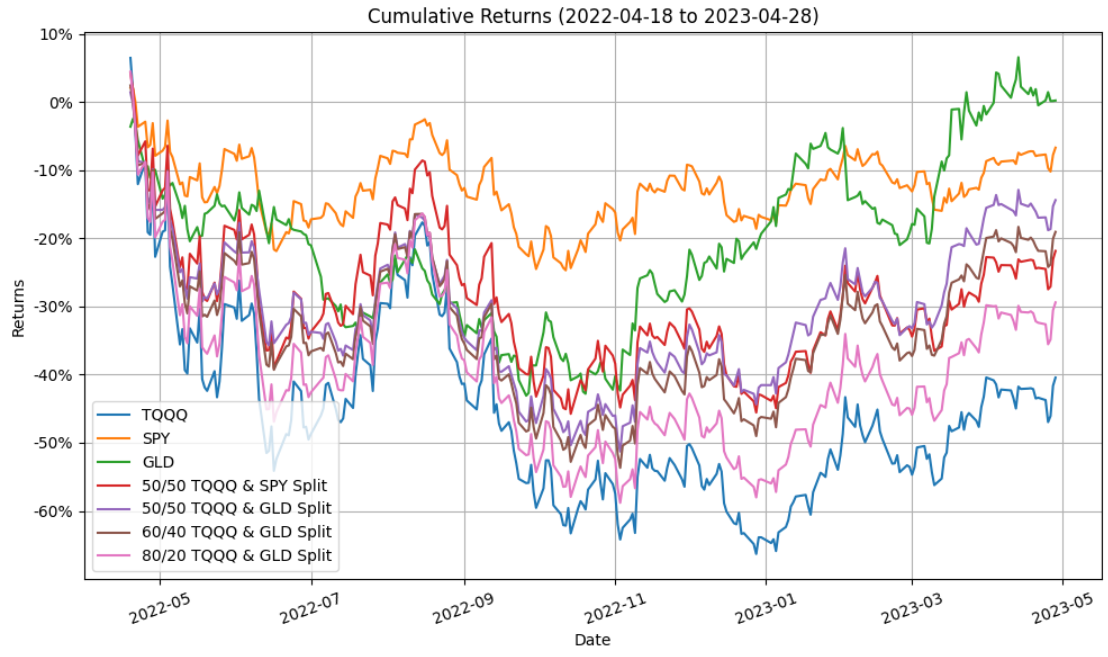 Cumulative Returns (2022-04-18 to 2023-04-28)
10%
0%
-10%
-20%
-30%
-40%
-50%
-60%
Returns
TQQQ
SPY
GLD
50/50 TQQQ & SPY Split
50/50 TQQQ & GLD Split
60/40 TQQQ & GLD Split
80/20 TQQQ & GLD Split
2022-05
2022-07
2022-09
2022-11
2023-01
2023-03
2023-05
Date